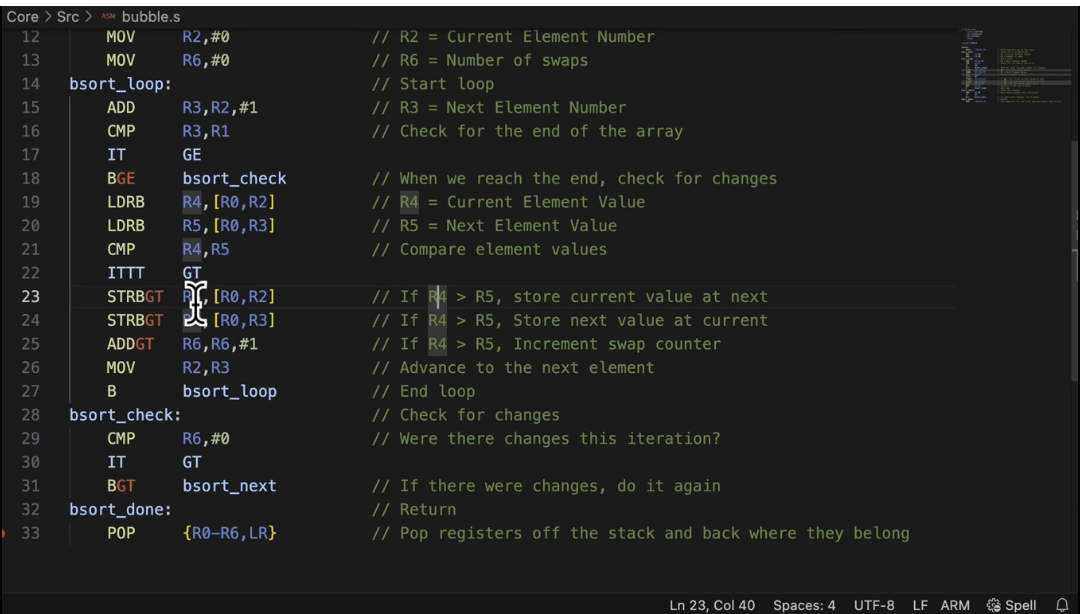 Core > Src > ASM bubble.s
12 MOV R2,#0 // R2 = Current Element Number
13 MOV R6,#0 // R6 = Number of swaps
14 bsort_loop: // Start loop
15 ADD R3,R2,#1 // R3 = Next Element Number
16 CMP R3,R1 // Check for the end of the array
17 IT GE
18 BGE bsort_check // When we reach the end, check for changes
19 LDRB R4,[R0,R2] // R4 = Current Element Value
20 LDRB R5,[R0,R3] // R5 = Next Element Value
21 CMP R4,R5 // Compare element values
22 ITTT GT
23 STRBGT ,[R0,R2] // If R4 > R5, store current value at next
24 STRBGT ,[R0,R3] // If R4 > R5, Store next value at current
25 ADDGT R6,R6,#1 // If R4 > R5, Increment swap counter
26 MOV R2,R3 // Advance to the next element
27 B bsort_loop // End loop
28 bsort_check: // Check for changes
29 CMP R6,#0 // Were there changes this iteration?
30 IT GT
31 BGT bsort_next // If there were changes, do it again
32 bsort_done: // Return
33 POP {R0-R6,LR} // Pop registers off the stack and back where they belong
Ln 23, Col 40 Spaces: 4 UTF-8 LF ARM Spell